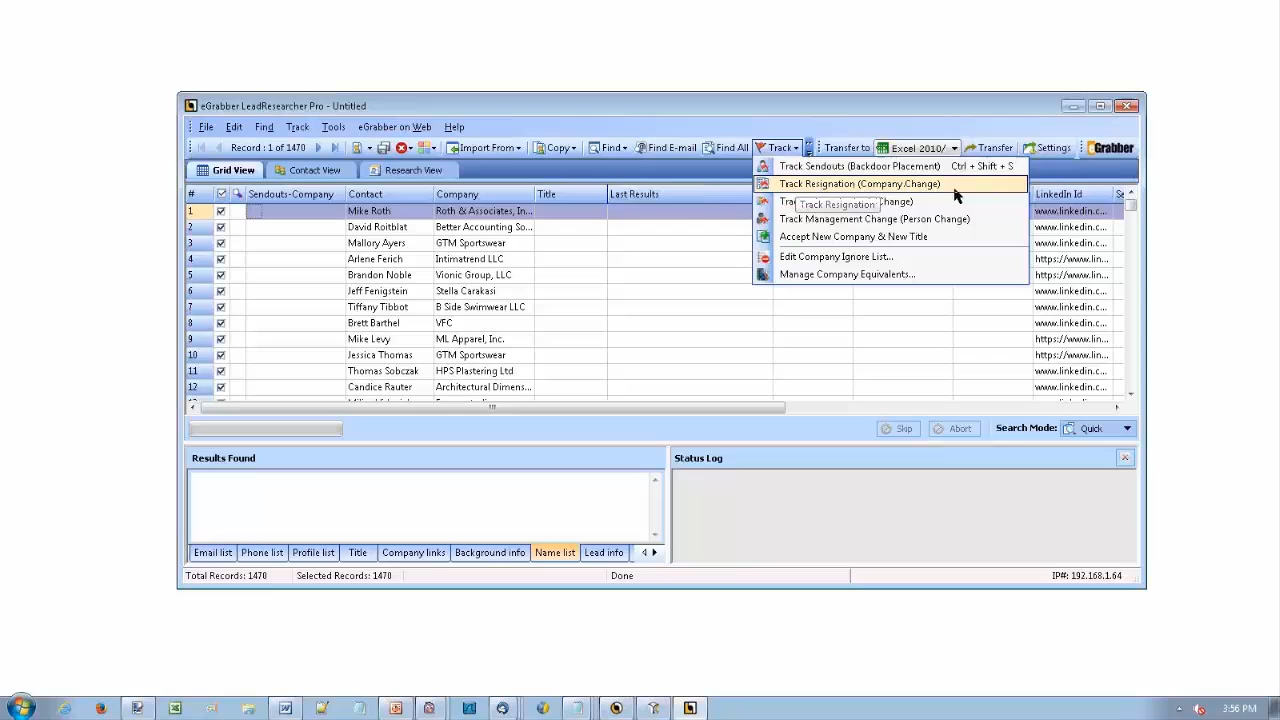 eGrabber LeadResearcher Pro - Untitled
File Edit Find Track Tools eGrabber on Web Help
Record : 1 of 1470 Import From Copy Find Find E-mail Find All Track Transfer to Excel 2010/ Transfer Settings Grabber
Grid View Contact View Research View
Track Sendouts (Backdoor Placement) Ctrl + Shift + S
Track Resignation (Company Change)
Track Resignation
Change)
Track Management Change (Person Change)
Accept New Company & New Title
Edit Company Ignore List...
Manage Company Equivalents...
# Sendouts-Company Contact Company Title Last Results LinkedIn Id
1 Mike Roth Roth & Associates, In... www.linkedin.c...
2 David Roitblat Better Accounting So... www.linkedin.c...
3 Mallory Ayers GTM Sportswear www.linkedin.c...
4 Arlene Ferich Intimatrend LLC https://www.lin...
5 Brandon Noble Vionic Group, LLC https://www.lin...
6 Jeff Fenigstein Stella Carakasi www.linkedin.c...
7 Tiffany Tibbot B Side Swimwear LLC www.linkedin.c...
8 Brett Barthel VFC www.linkedin.c...
9 Mike Levy ML Apparel, Inc. https://www.lin...
10 Jessica Thomas GTM Sportswear https://www.lin...
11 Thomas Sobczak HPS Plastering Ltd www.linkedin.c...
12 Candice Rauter Architectural Dimens... www.linkedin.c...
Skip Abort Search Mode: Quick
Results Found Status Log
Email list Phone list Profile list Title Company links Background info Name list Lead info
Total Records: 1470 Selected Records: 1470 Done IP#: 192.168.1.64
3:56 PM